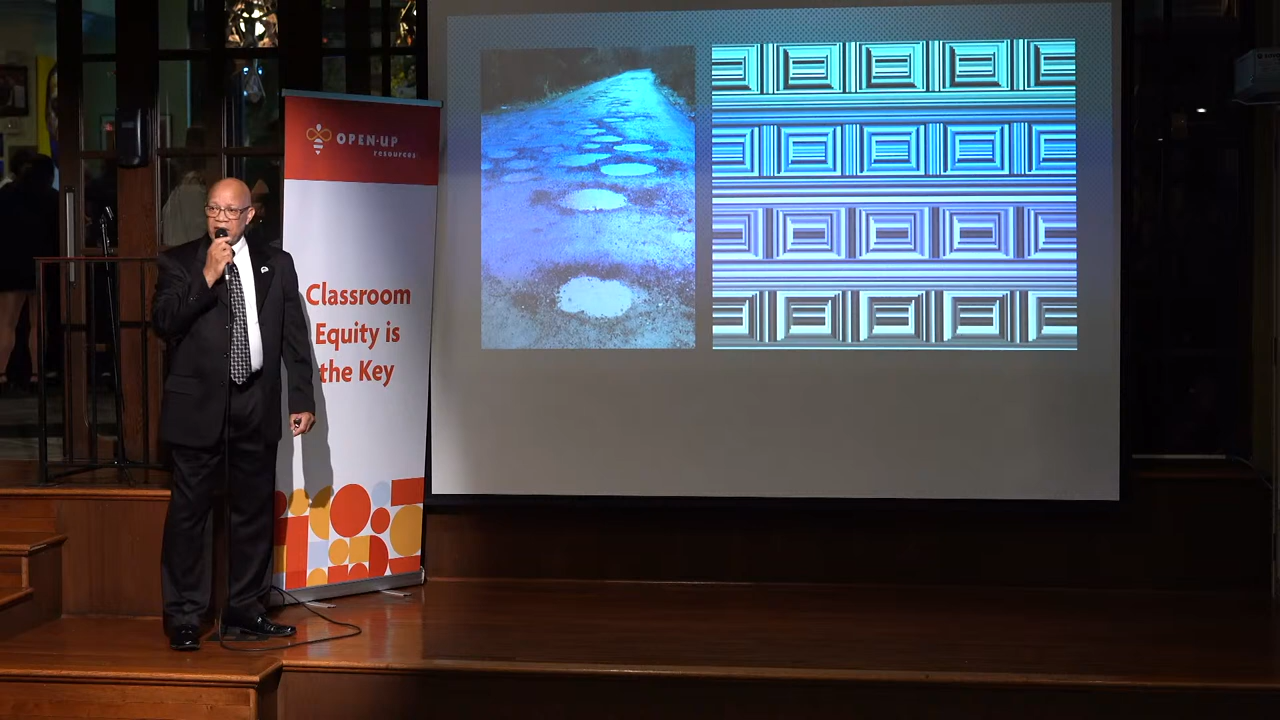 OPEN-UP
resources
Classroom
Equity is
the Key